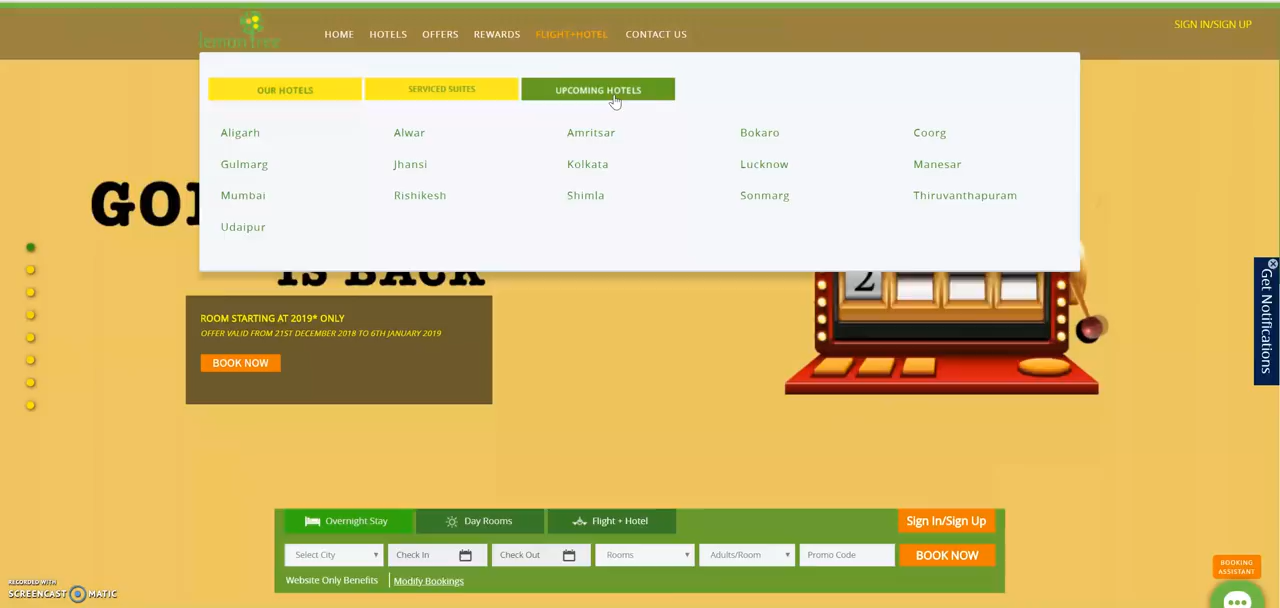 lemon tree
HOME HOTELS OFFERS REWARDS FLIGHT+HOTEL CONTACT US
SIGN IN/SIGN UP
OUR HOTELS SERVICED SUITES UPCOMING HOTELS
Aligarh Alwar Amritsar Bokaro Coorg
Gulmarg Jhansi Kolkata Lucknow Manesar
Mumbai Rishikesh Shimla Sonmarg Thiruvanthapuram
Udaipur
IS BACK
2
ROOM STARTING AT 2019* ONLY
OFFER VALID FROM 21ST DECEMBER 2018 TO 6TH JANUARY 2019
BOOK NOW
Get Notifications
Overnight Stay Day Rooms Flight + Hotel Sign In/Sign Up
Select City Check In Check Out Rooms Adults/Room Promo Code BOOK NOW
Website Only Benefits Modify Bookings
BOOKING
ASSISTANT
RECORDED WITH
SCREENCAST MATIC